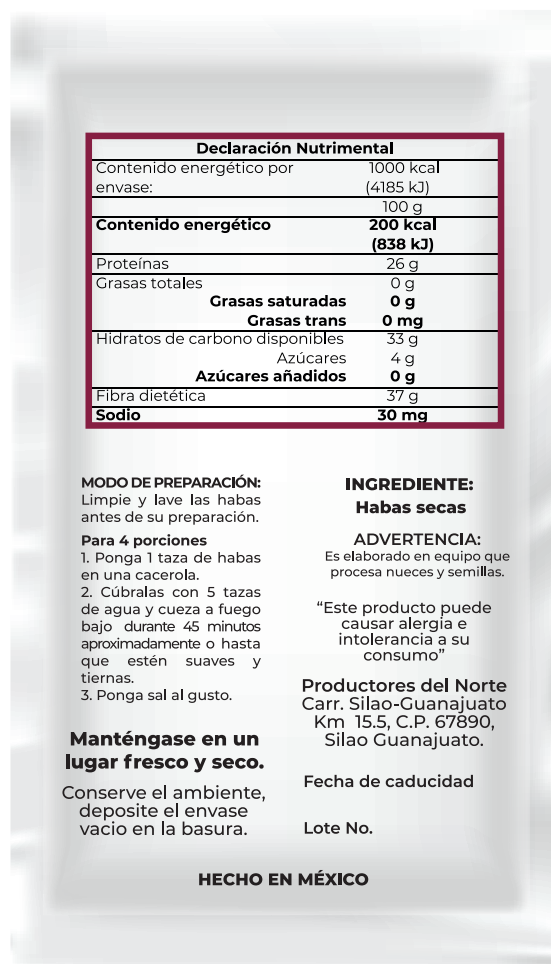 Declaración Nutrimental
Contenido energético por envase: 1000 kcal (4185 kJ)
100 g
Contenido energético 200 kcal (838 kJ)
Proteínas 26 g
Grasas totales 0 g
Grasas saturadas 0 g
Grasas trans 0 mg
Hidratos de carbono disponibles 33 g
Azúcares 4 g
Azúcares añadidos 0 g
Fibra dietética 37 g
Sodio 30 mg
MODO DE PREPARACIÓN:
Limpie y lave las habas
antes de su preparación.
Para 4 porciones
1. Ponga 1 taza de habas
en una cacerola.
2. Cúbralas con 5 tazas
de agua y cueza a fuego
bajo durante 45 minutos
aproximadamente o hasta
que estén suaves y
tiernas.
3. Ponga sal al gusto.
Manténgase en un
lugar fresco y seco.
Conserve el ambiente,
deposite el envase
vacio en la basura.
INGREDIENTE:
Habas secas
ADVERTENCIA:
Es elaborado en equipo que
procesa nueces y semillas.
“Este producto puede
causar alergia e
intolerancia a su
consumo”
Productores del Norte
Carr. Silao-Guanajuato
Km 15.5, C.P. 67890,
Silao Guanajuato.
Fecha de caducidad
Lote No.
HECHO EN MÉXICO